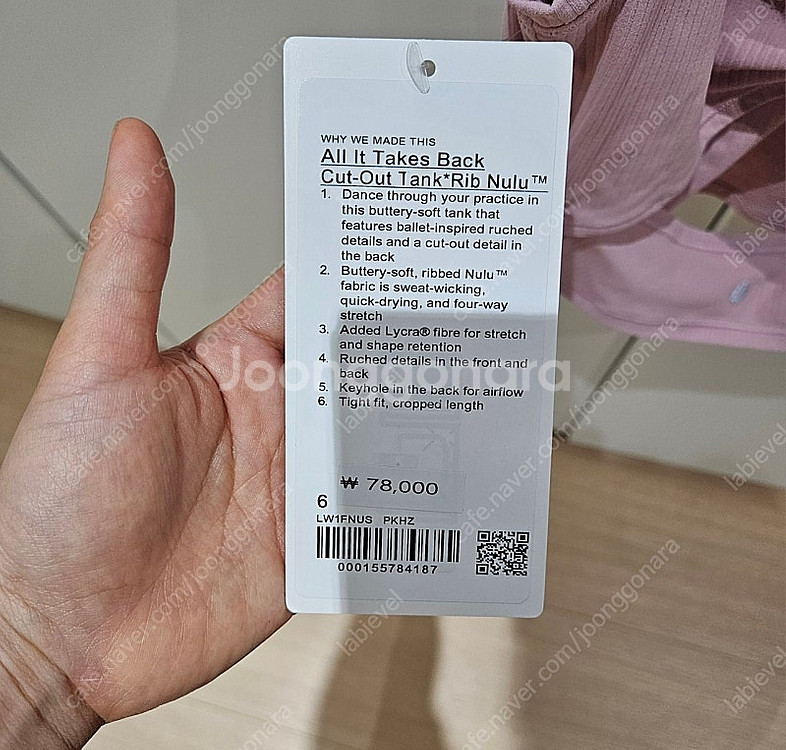 WHY WE MADE THIS
All It Takes Back
Cut-Out Tank*Rib Nulu™
1. Dance through your practice in
this buttery-soft tank that
features ballet-inspired ruched
details and a cut-out detail in
the back
2. Buttery-soft, ribbed Nulu™
fabric is sweat-wicking,
quick-drying, and four-way
stretch
3. Added Lycra® fibre for stretch
and shape retention
4. Ruched details in the front and
back
5. Keyhole in the back for airflow
6. Tight fit, cropped length
Joonggonara
₩ 78,000
6
LW1FNUS PKHZ
000155784187
cafe.naver.com/joonggonara
labievel